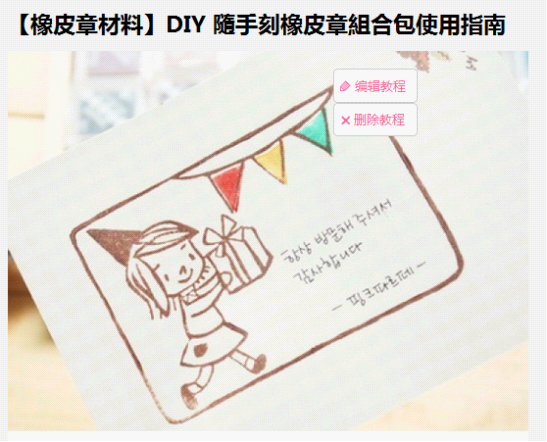 【橡皮章材料】DIY 隨手刻橡皮章組合包使用指南
编辑教程
删除教程
항상 방문해 주셔서
감사합니다
- 핑크파르페 -